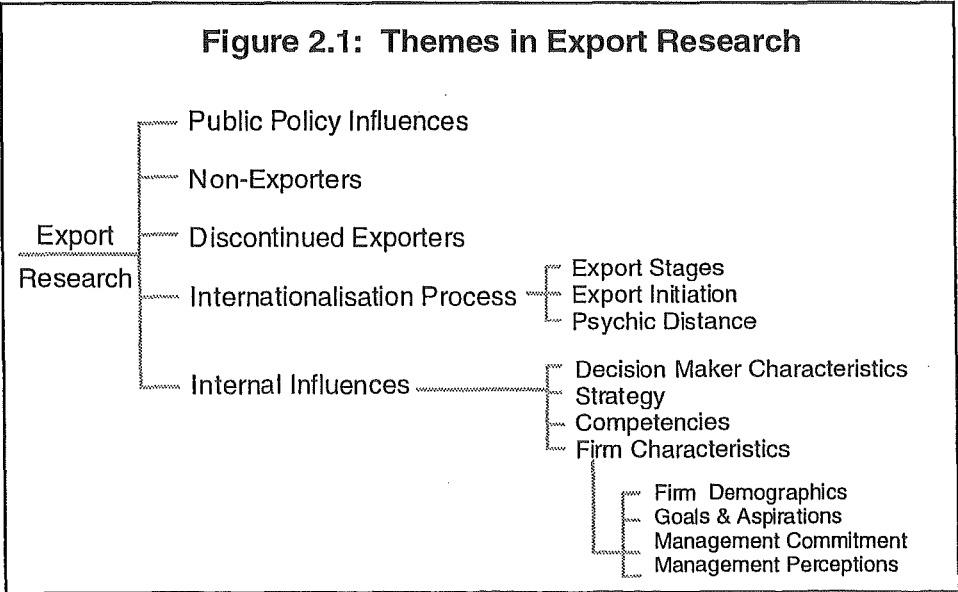 Figure 2.1: Themes in Export Research
Public Policy Influences
Non-Exporters
Discontinued Exporters
Export
Research
Internationalisation Process
Export Stages
Export Initiation
Psychic Distance
Internal Influences
Decision Maker Characteristics
Strategy
Competencies
Firm Characteristics
Firm Demographics
Goals & Aspirations
Management Commitment
Management Perceptions